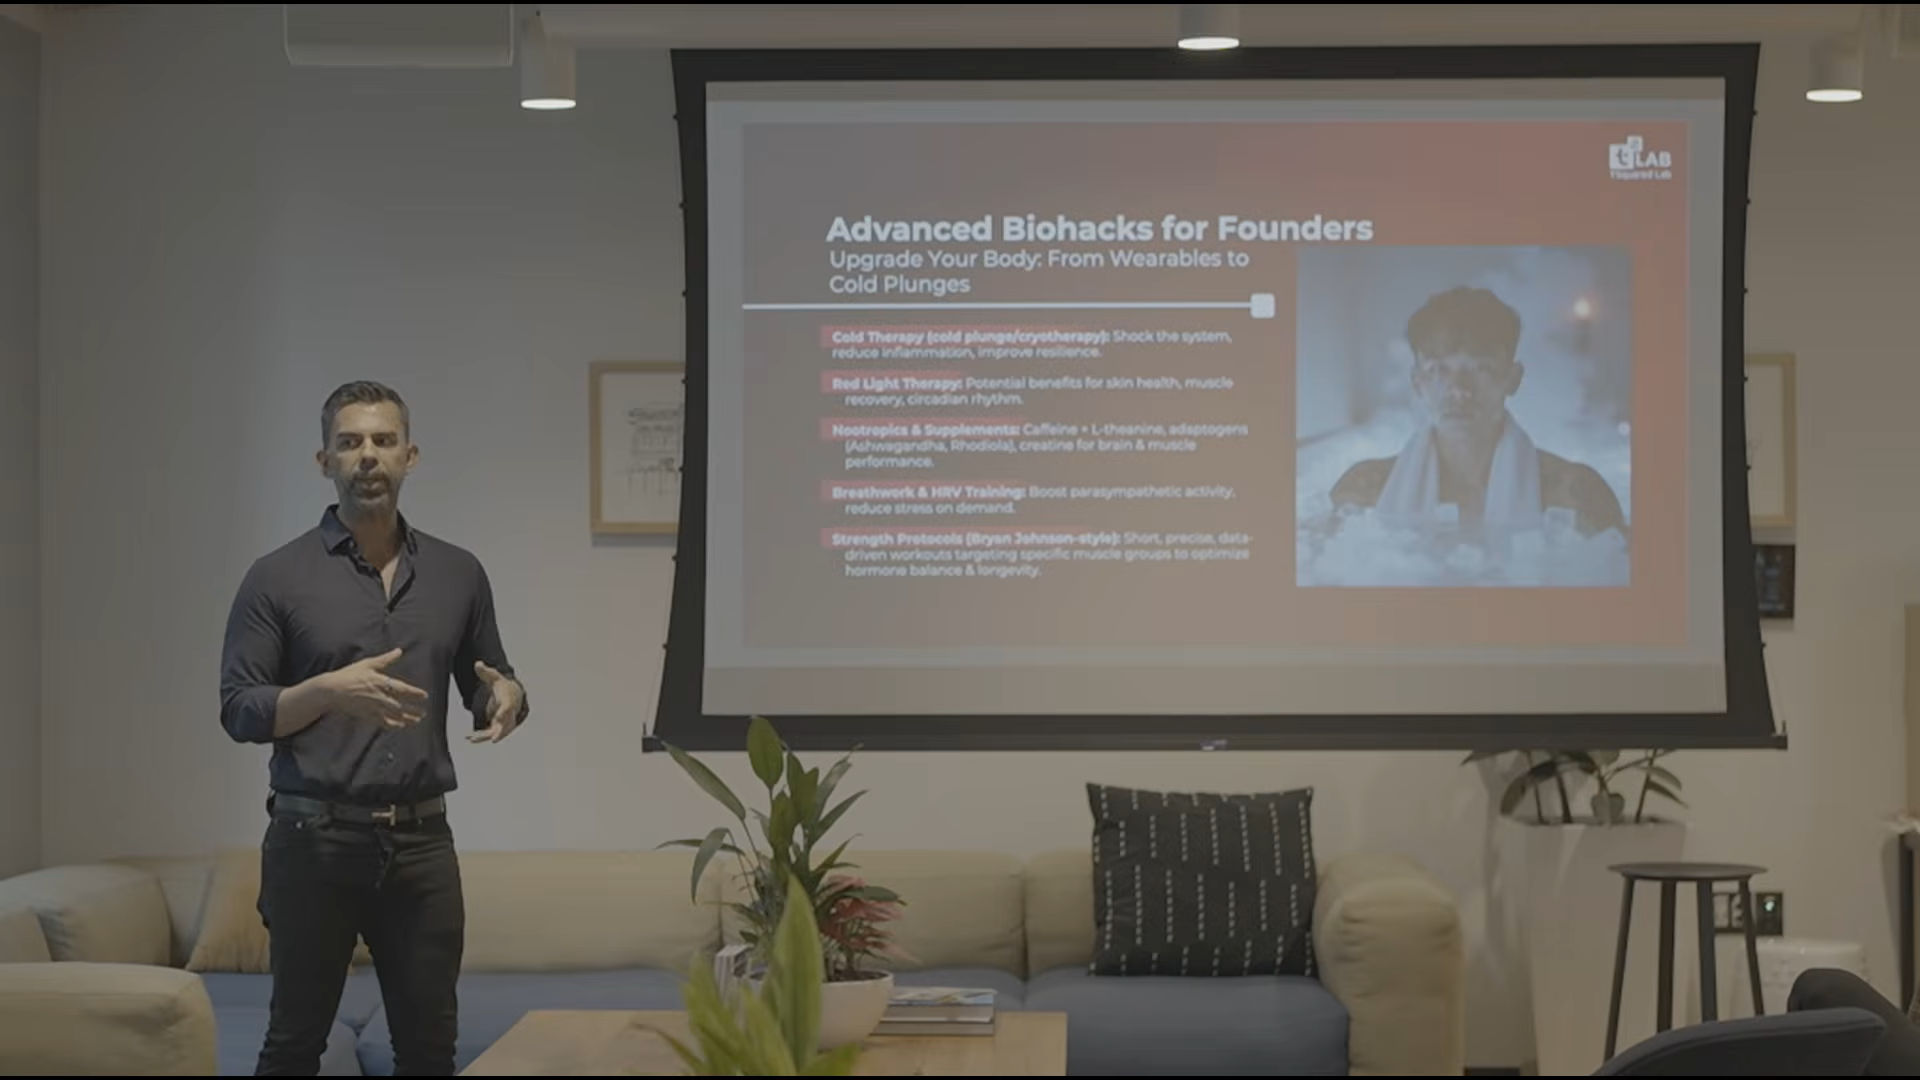 t2 LAB
TSquared Lab
Advanced Biohacks for Founders
Upgrade Your Body: From Wearables to
Cold Plunges
Cold Therapy (cold plunge/cryotherapy): Shock the system,
reduce inflammation, improve resilience.
Red Light Therapy: Potential benefits for skin health, muscle
recovery, circadian rhythm.
Nootropics & Supplements: Caffeine + L-theanine, adaptogens
(Ashwagandha, Rhodiola), creatine for brain & muscle
performance.
Breathwork & HRV Training: Boost parasympathetic activity,
reduce stress on demand.
Strength Protocols (Bryan Johnson-style): Short, precise, data-
driven workouts targeting specific muscle groups to optimize
hormone balance & longevity.